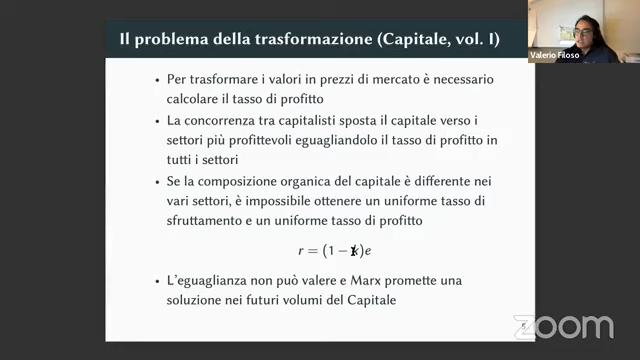 Il problema della trasformazione (Capitale, vol. I)
Valerio Filoso
• Per trasformare i valori in prezzi di mercato è necessario
calcolare il tasso di profitto
• La concorrenza tra capitalisti sposta il capitale verso i
settori più profittevoli eguagliandolo il tasso di profitto in
tutti i settori
• Se la composizione organica del capitale è differente nei
vari settori, è impossibile ottenere un uniforme tasso di
sfruttamento e un uniforme tasso di profitto
r = (1 − k)e
• L'eguaglianza non può valere e Marx promette una
soluzione nei futuri volumi del Capitale
zoom